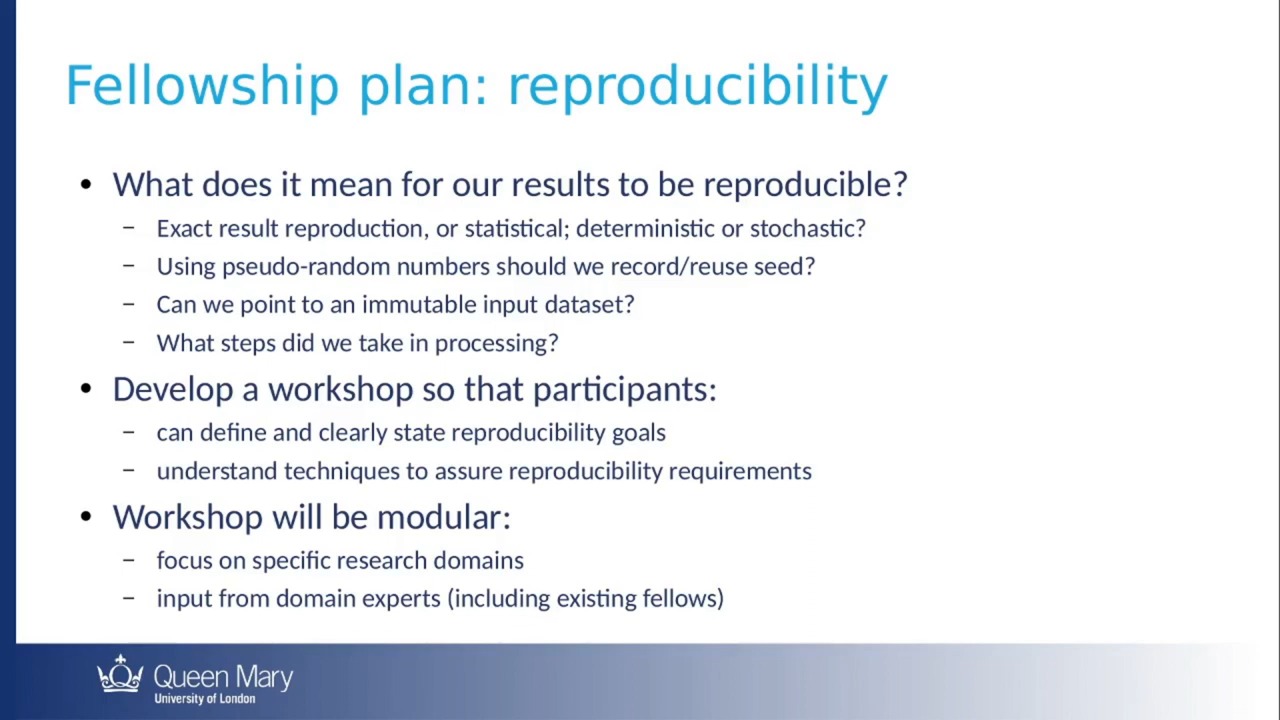 Fellowship plan: reproducibility
• What does it mean for our results to be reproducible?
– Exact result reproduction, or statistical; deterministic or stochastic?
– Using pseudo-random numbers should we record/reuse seed?
– Can we point to an immutable input dataset?
– What steps did we take in processing?
• Develop a workshop so that participants:
– can define and clearly state reproducibility goals
– understand techniques to assure reproducibility requirements
• Workshop will be modular:
– focus on specific research domains
– input from domain experts (including existing fellows)
Queen Mary
University of London